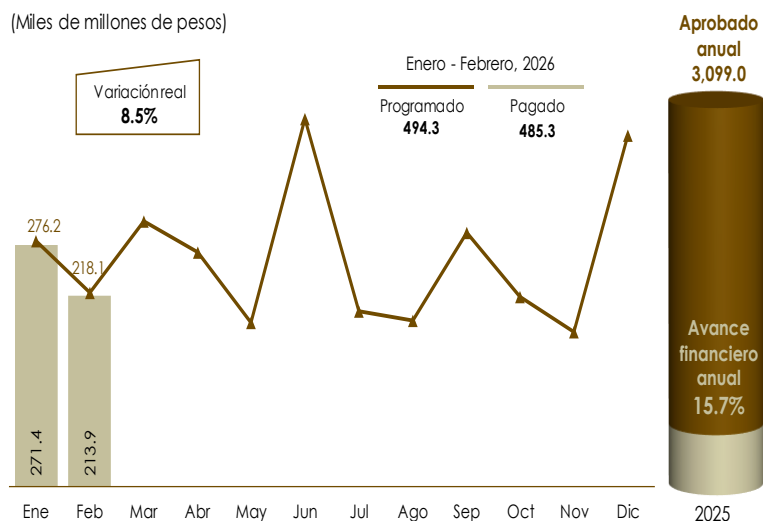 (Miles de millones de pesos)
Variación real
8.5%
Enero - Febrero, 2026
Programado
494.3
Pagado
485.3
Aprobado
anual
3,099.0
276.2
218.1
271.4
213.9
Avance
financiero
anual
15.7%
Ene Feb Mar Abr May Jun Jul Ago Sep Oct Nov Dic
2025